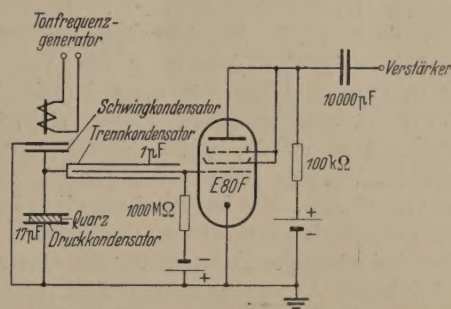 Tonfrequenz-
generator
Verstärker
Schwingkondensator
10000pF
Trennkondensator
1pF
100kΩ
E80F
1000MΩ
+
Quarz
17pF
Druckkondensator
-
-
+